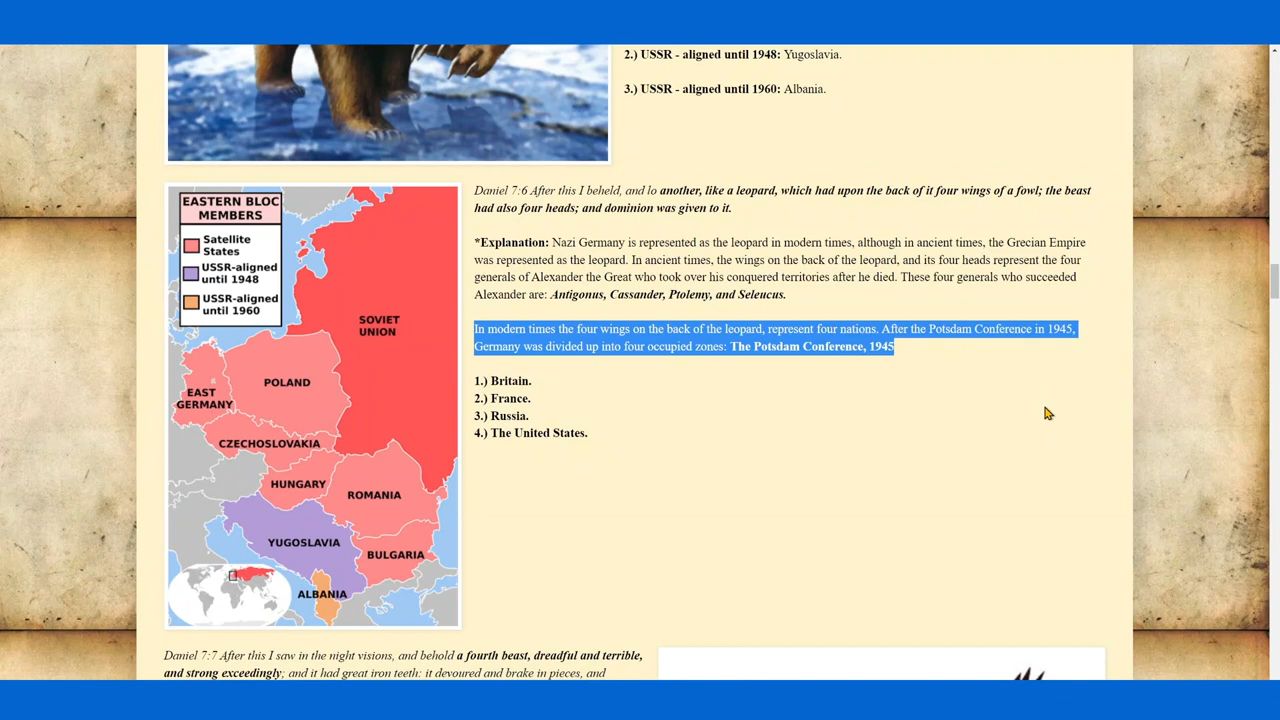 2.) USSR - aligned until 1948: Yugoslavia.
3.) USSR - aligned until 1960: Albania.
EASTERN BLOC
MEMBERS
Satellite
States
USSR-aligned
until 1948
USSR-aligned
until 1960
SOVIET
UNION
POLAND
EAST
GERMANY
CZECHOSLOVAKIA
HUNGARY
ROMANIA
YUGOSLAVIA
BULGARIA
ALBANIA
Daniel 7:6 After this I beheld, and lo another, like a leopard, which had upon the back of it four wings of a fowl; the beast
had also four heads; and dominion was given to it.
*Explanation: Nazi Germany is represented as the leopard in modern times, although in ancient times, the Grecian Empire
was represented as the leopard. In ancient times, the wings on the back of the leopard, and its four heads represent the four
generals of Alexander the Great who took over his conquered territories after he died. These four generals who succeeded
Alexander are: Antigonus, Cassander, Ptolemy, and Seleucus.
In modern times the four wings on the back of the leopard, represent four nations. After the Potsdam Conference in 1945,
Germany was divided up into four occupied zones: The Potsdam Conference, 1945
1.) Britain.
2.) France.
3.) Russia.
4.) The United States.
Daniel 7:7 After this I saw in the night visions, and behold a fourth beast, dreadful and terrible,
and strong exceedingly; and it had great iron teeth: it devoured and brake in pieces, and